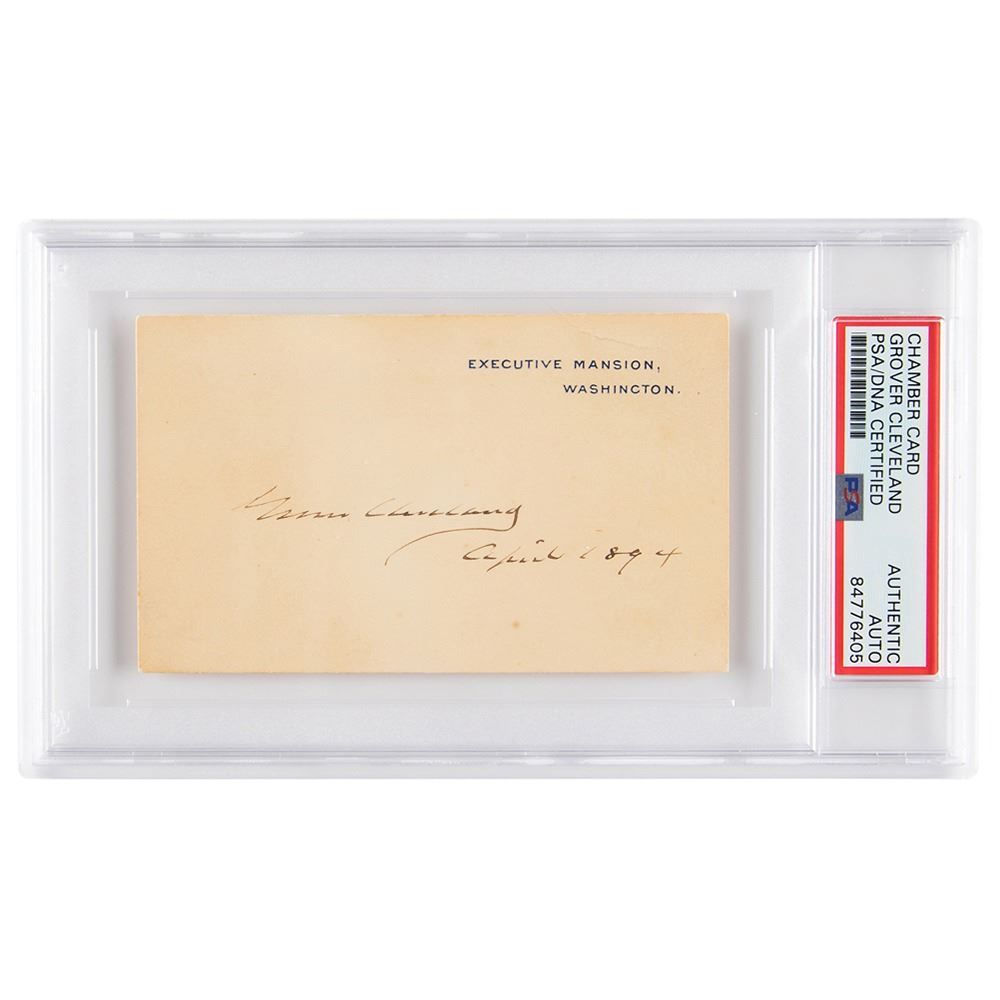 EXECUTIVE MANSION,
WASHINGTON.
Grover Cleveland
April 1894
CHAMBER CARD
GROVER CLEVELAND
PSA/DNA CERTIFIED
AUTHENTIC
AUTO
84776405
PSA